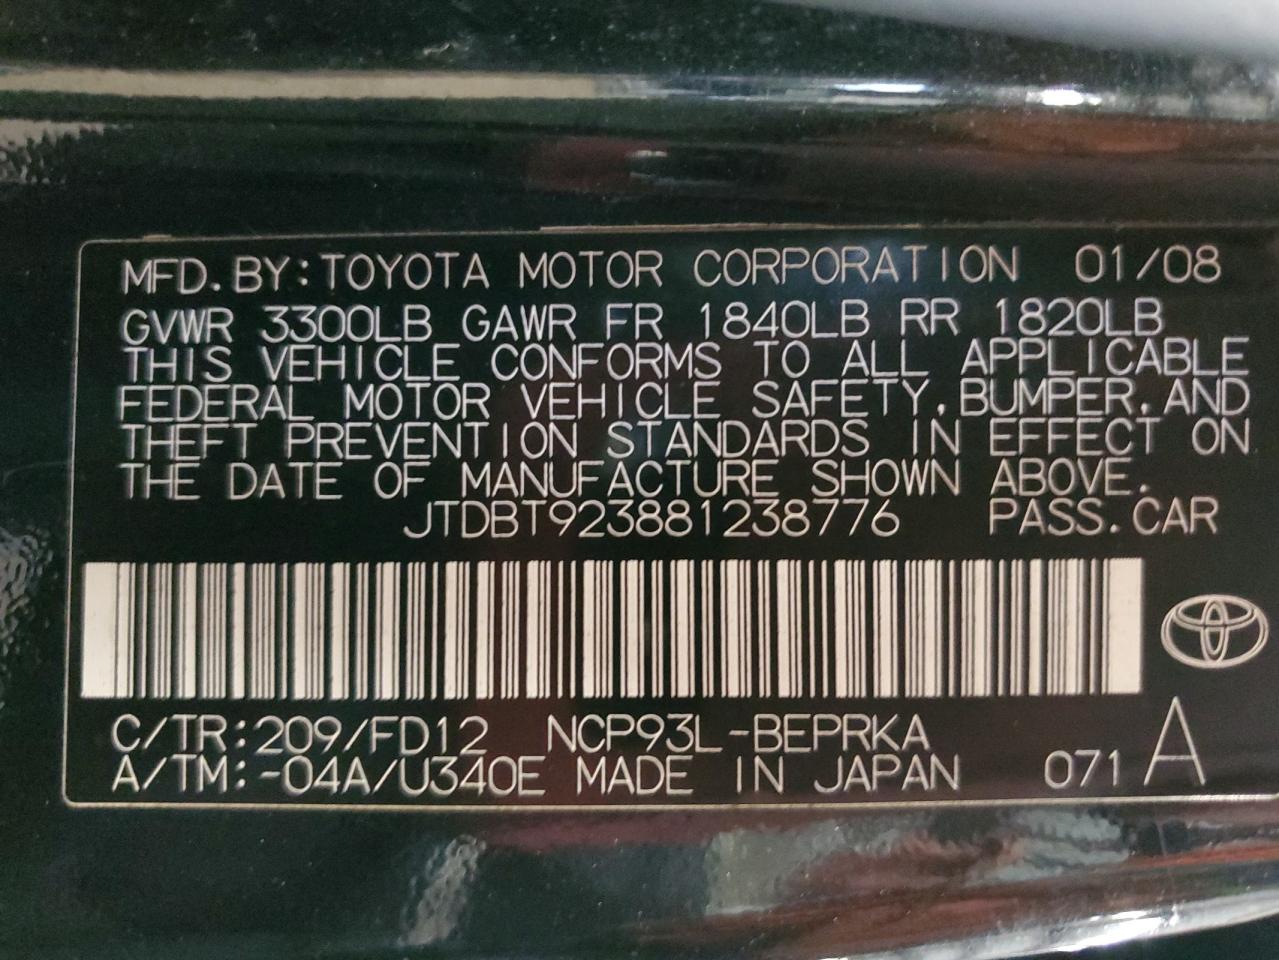 MFD. BY: TOYOTA MOTOR CORPORATION 01/08
GVWR 3300LB GAWR FR 1840LB RR 1820LB
THIS VEHICLE CONFORMS TO ALL APPLICABLE
FEDERAL MOTOR VEHICLE SAFETY, BUMPER, AND
THEFT PREVENTION STANDARDS IN EFFECT ON
THE DATE OF MANUFACTURE SHOWN ABOVE.
JTDBT923881238776 PASS. CAR
C/TR: 209/FD12 NCP93L-BEPRKA
A/TM: -04A/U340E MADE IN JAPAN 071 A